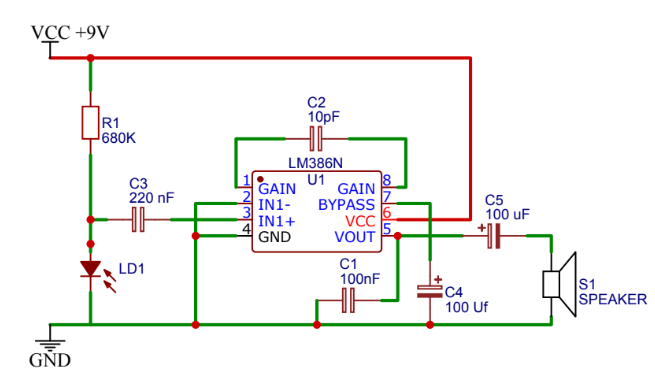 VCC +9V
C2
10pF
R1
680K
LM386N
U1
1 GAIN GAIN 8
2 IN1- BYPASS 7
3 IN1+ VCC 6
4 GND VOUT 5
C3
220 nF
C5
100 uF
+
LD1
C1
100nF
+
C4
100 Uf
S1
SPEAKER
GND